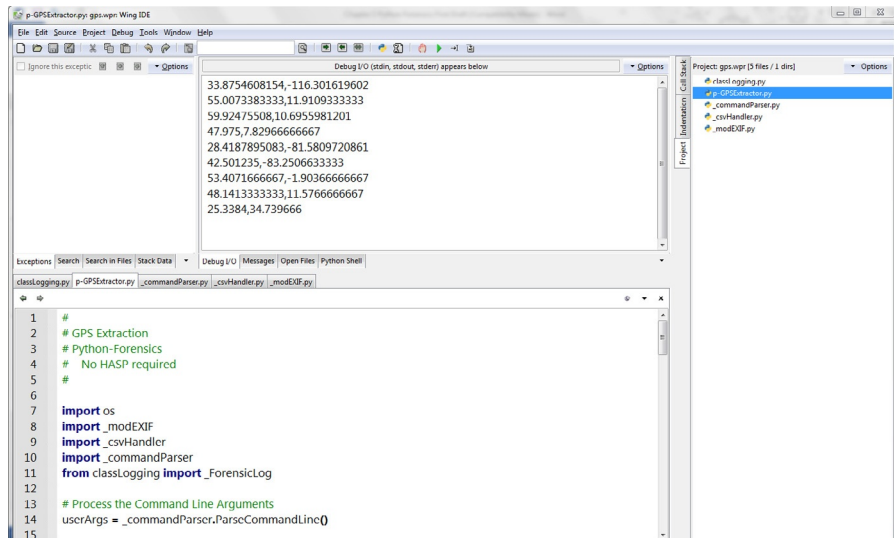 p-GPSExtractor.py: gps.wpr: Wing IDE
File Edit Source Project Debug Tools Window Help
Ignore this exceptic
Options
Debug I/O (stdin, stdout, stderr) appears below
Options
33.8754608154,-116.301619602
55.0073383333,11.9109333333
59.92475508,10.6955981201
47.975,7.82966666667
28.4187895083,-81.5809720861
42.501235,-83.2506633333
53.4071666667,-1.90366666667
48.1413333333,11.5766666667
25.3384,34.739666
Call Stack
Indentation
Project
Project: gps.wpr [5 files / 1 dirs]
Options
classLogging.py
p-GPSExtractor.py
_commandParser.py
_csvHandler.py
_modEXIF.py
Exceptions Search Search in Files Stack Data
Debug I/O Messages Open Files Python Shell
classLogging.py p-GPSExtractor.py _commandParser.py _csvHandler.py _modEXIF.py
1 #
2 # GPS Extraction
3 # Python-Forensics
4 # No HASP required
5 #
6
7 import os
8 import _modEXIF
9 import _csvHandler
10 import _commandParser
11 from classLogging import _ForensicLog
12
13 # Process the Command Line Arguments
14 userArgs = _commandParser.ParseCommandLine()
15